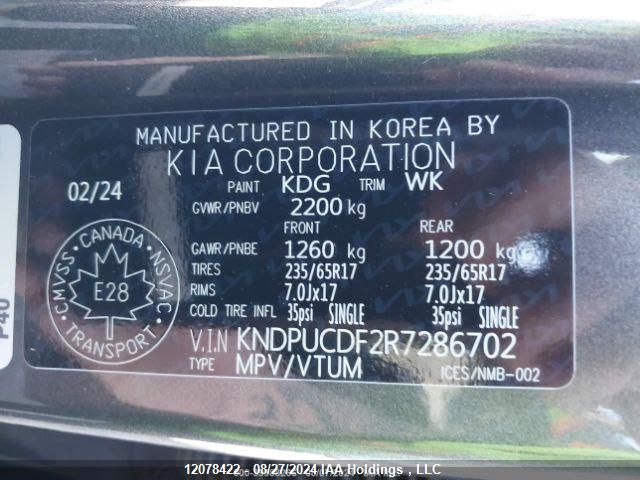 MANUFACTURED IN KOREA BY
KIA CORPORATION
02/24
PAINT KDG TRIM WK
GVWR/PNBV 2200 kg
FRONT REAR
GAWR/PNBE 1260 kg 1200 kg
TIRES 235/65R17 235/65R17
RIMS 7.0Jx17 7.0Jx17
COLD TIRE INFL 35psi SINGLE 35psi SINGLE
V.I.N KNDPUCDF2R7286702
TYPE MPV/VTUM
ICES/NMB-002
CANADA
CMVSS NSVAC
E28
TRANSPORT
P40
12078422 08/27/2024 IAA Holdings , LLC